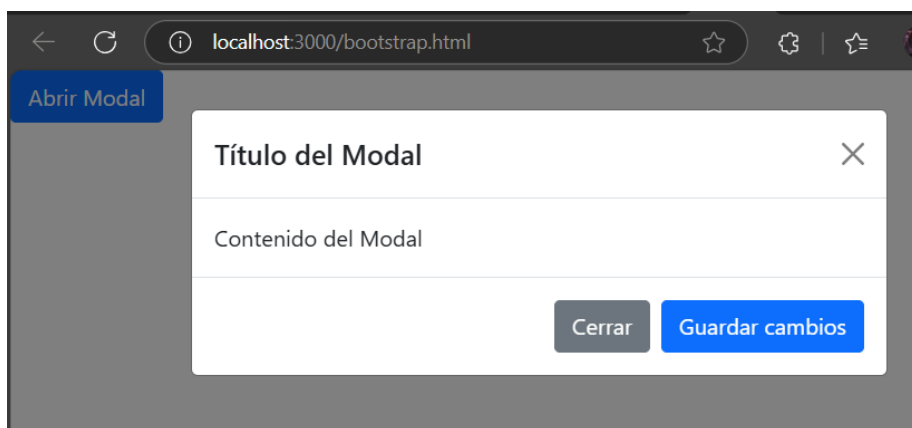 localhost:3000/bootstrap.html
Abrir Modal
Título del Modal
Contenido del Modal
Cerrar
Guardar cambios